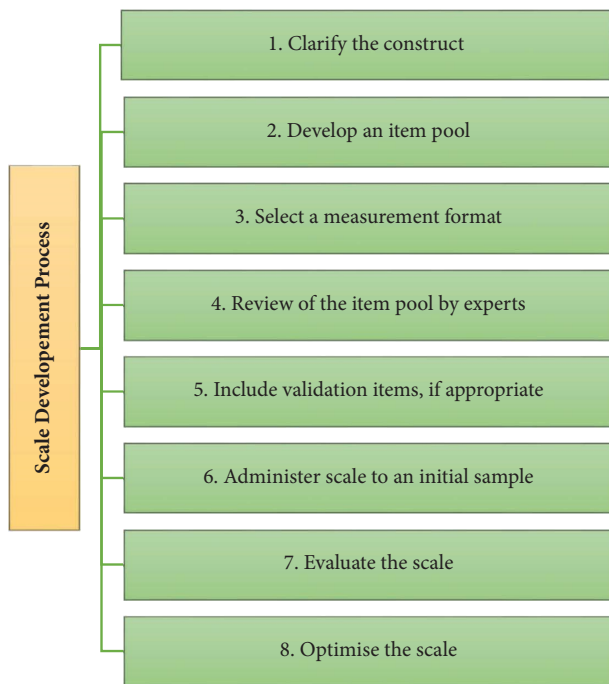 Scale Developement Process
1. Clarify the construct
2. Develop an item pool
3. Select a measurement format
4. Review of the item pool by experts
5. Include validation items, if appropriate
6. Administer scale to an initial sample
7. Evaluate the scale
8. Optimise the scale